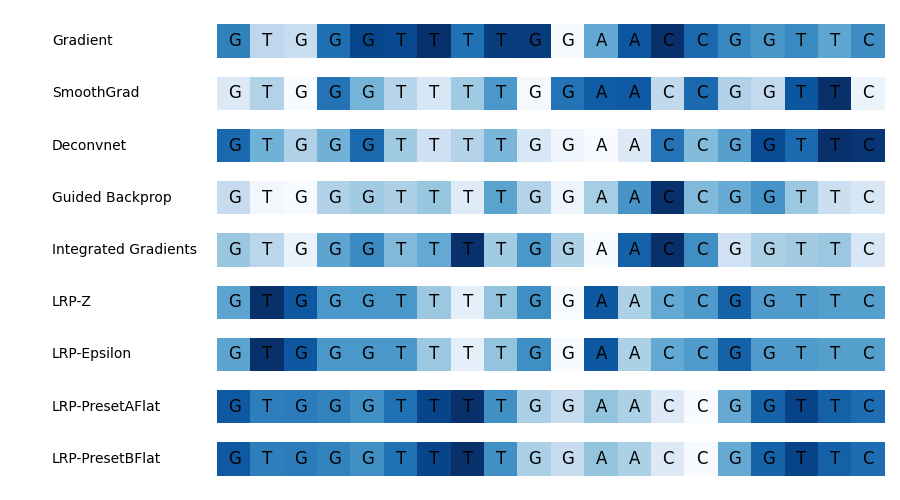 Gradient G T G G G T T T T G G A A C C G G T T C
SmoothGrad G T G G G T T T T G G A A C C G G T T C
Deconvnet G T G G G T T T T G G A A C C G G T T C
Guided Backprop G T G G G T T T T G G A A C C G G T T C
Integrated Gradients G T G G G T T T T G G A A C C G G T T C
LRP-Z G T G G G T T T T G G A A C C G G T T C
LRP-Epsilon G T G G G T T T T G G A A C C G G T T C
LRP-PresetAFlat G T G G G T T T T G G A A C C G G T T C
LRP-PresetBFlat G T G G G T T T T G G A A C C G G T T C